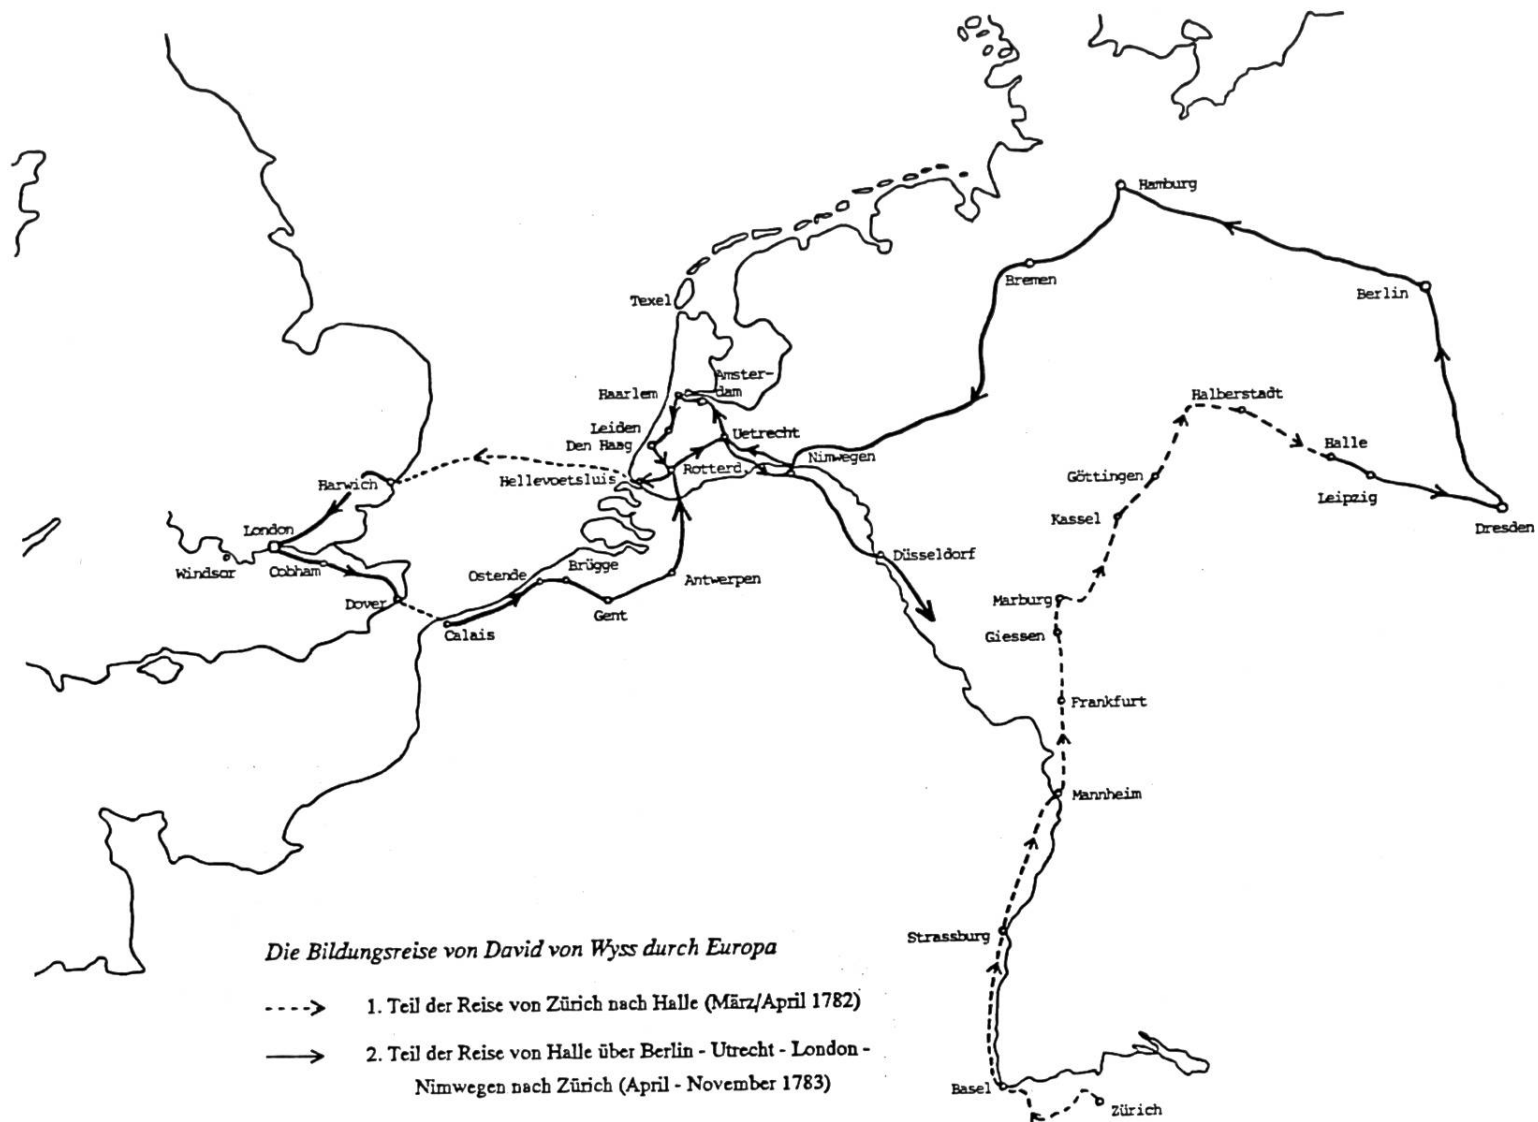 Hamburg
Bremen
Berlin
Texel
Amster-
dam
Haarlem
Halberstadt
Leiden
Den Haag
Uetrecht
Halle
Nimwegen
Rotterd.
Hellevoetsluis
Göttingen
Leipzig
Harwich
Kassel
Dresden
London
Windsor
Cobham
Ostende
Brügge
Düsseldorf
Antwerpen
Dover
Gent
Calais
Marburg
Giessen
Frankfurt
Mannheim
Strassburg
Die Bildungsreise von David von Wyss durch Europa
1. Teil der Reise von Zürich nach Halle (März/April 1782)
2. Teil der Reise von Halle über Berlin - Utrecht - London -
Nimwegen nach Zürich (April - November 1783)
Basel
Zürich